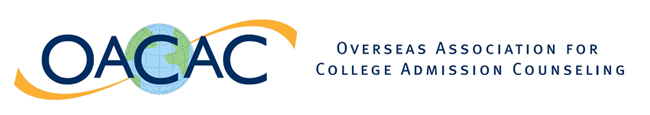 OACAC
OVERSEAS ASSOCIATION FOR
COLLEGE ADMISSION COUNSELING